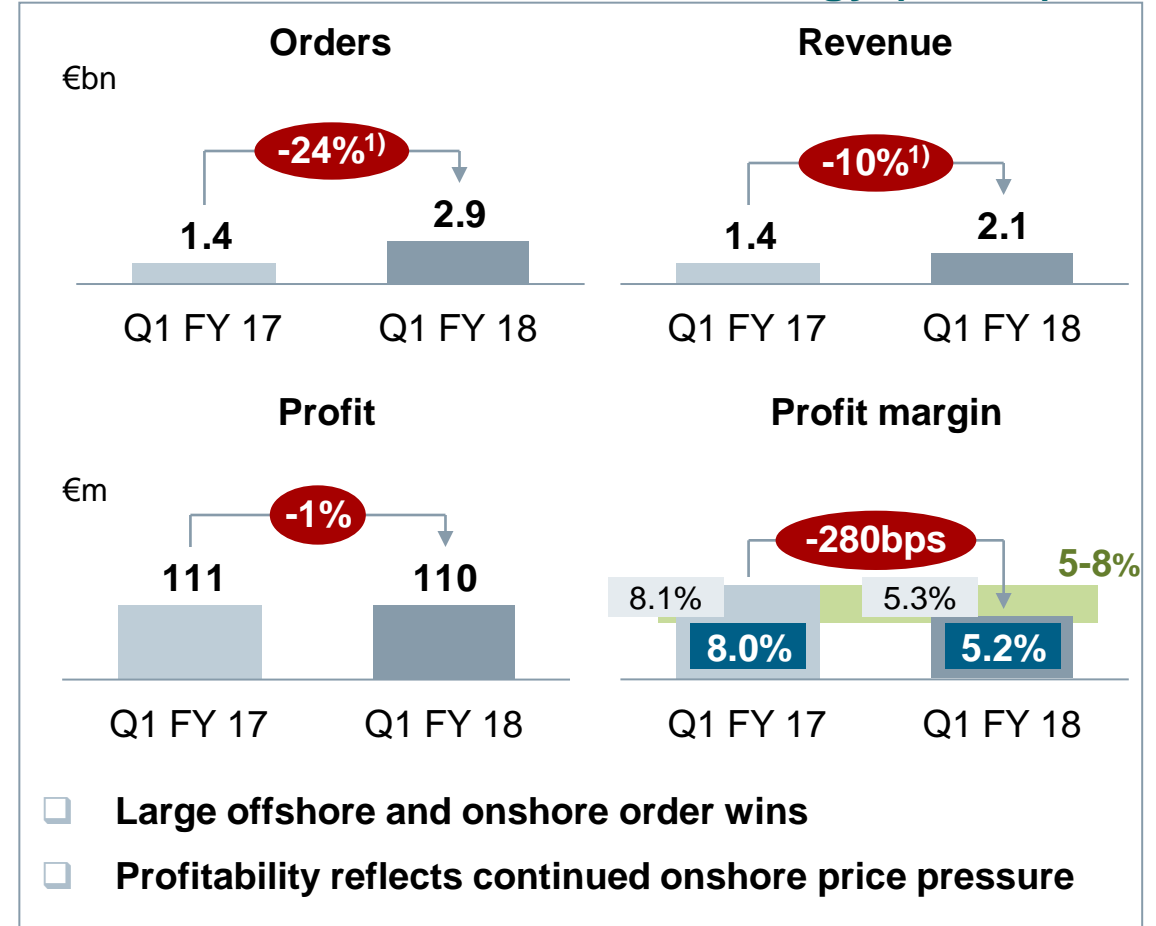 Orders
Revenue
€bn
-24%1)
-10%1)
1.4
2.9
1.4
2.1
Q1 FY 17
Q1 FY 18
Q1 FY 17
Q1 FY 18
Profit
Profit margin
€m
-1%
-280bps
5-8%
111
110
8.1%
5.3%
8.0%
5.2%
Q1 FY 17
Q1 FY 18
Q1 FY 17
Q1 FY 18
Large offshore and onshore order wins
Profitability reflects continued onshore price pressure